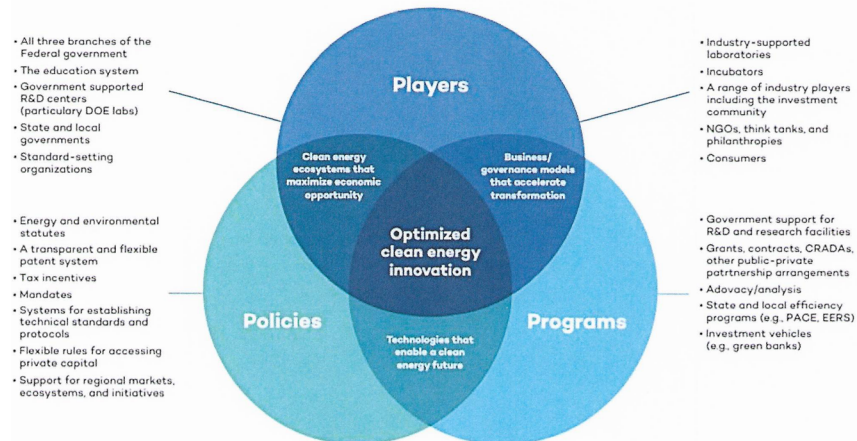 • All three branches of the
Federal government
• The education system
• Government supported
R&D centers
(particulary DOE labs)
• State and local
governments
• Standard-setting
organizations
Players
• Industry-supported
laboratories
• Incubators
• A range of industry players
including the investment
community
• NGOs, think tanks, and
philanthropies
• Consumers
Clean energy
ecosystems that
maximize economic
opportunity
Business/
governance models
that accelerate
transformation
Optimized
clean energy
innovation
• Energy and environmental
statutes
• A transparent and flexible
patent system
• Tax incentives
• Mandates
• Systems for establishing
technical standards and
protocols
• Flexible rules for accessing
private capital
• Support for regional markets,
ecosystems, and initiatives
Policies
Technologies that
enable a clean
energy future
Programs
• Government support for
R&D and research facilities
• Grants, contracts, CRADAs,
other public-private
patrtnership arrangements
• Adovacy/analysis
• State and local efficiency
programs (e.g., PACE, EERS)
• Investment vehicles
(e.g., green banks)